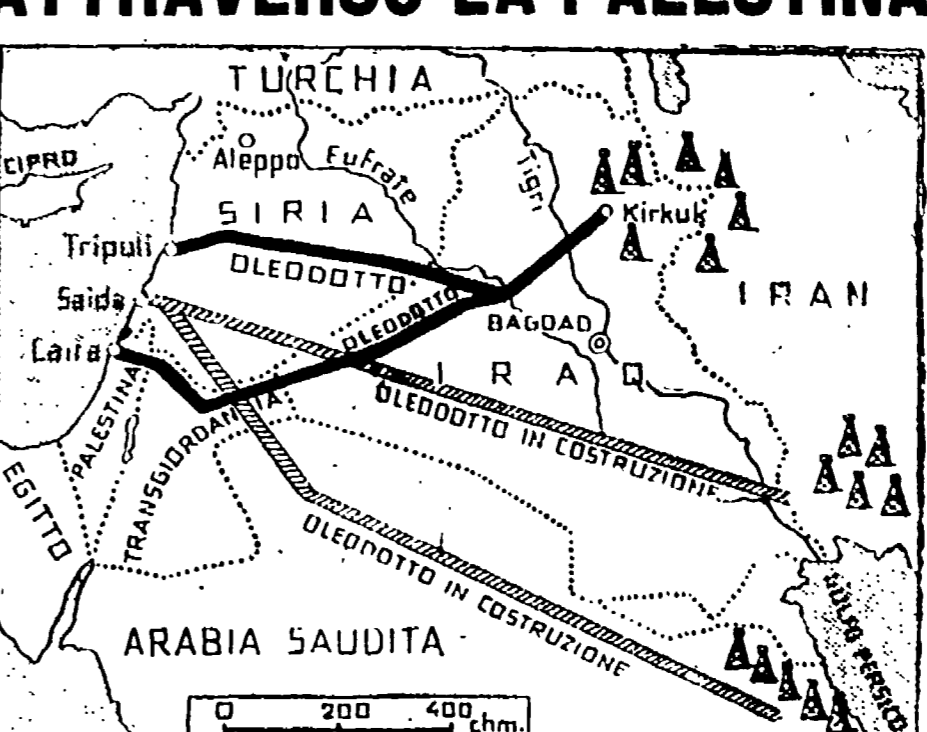 ATTRAVERSO LA PALESTINA
TURCHIA
CIPRO
Aleppo
Eufrate
Tigri
SIRIA
Kirkuk
Tripuli
OLEODOTTO
IRAN
Saida
OLEODOTTO
BAGDAD
Caifa
IRAQ
OLEODOTTO IN COSTRUZIONE
PALESTINA
TRANSGIORDANIA
EGITTO
OLEODOTTO IN COSTRUZIONE
GOLFO PERSICO
ARABIA SAUDITA
0 200 400 chm.